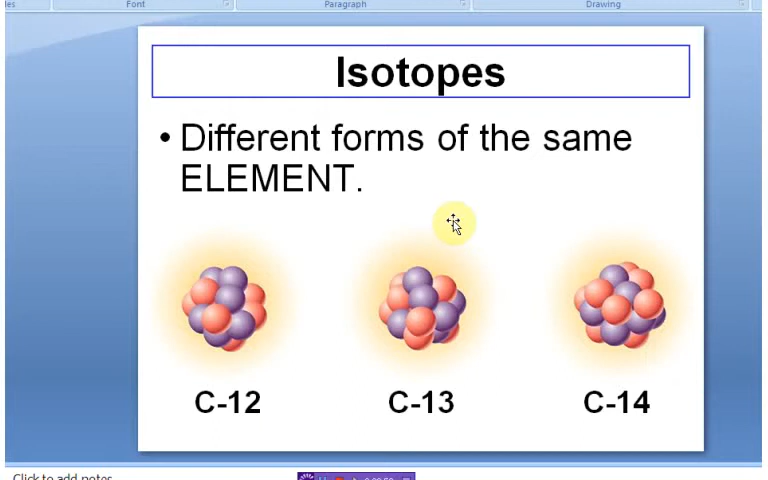 Font Paragraph Drawing
Isotopes
• Different forms of the same
ELEMENT.
C-12 C-13 C-14
Click to add notes